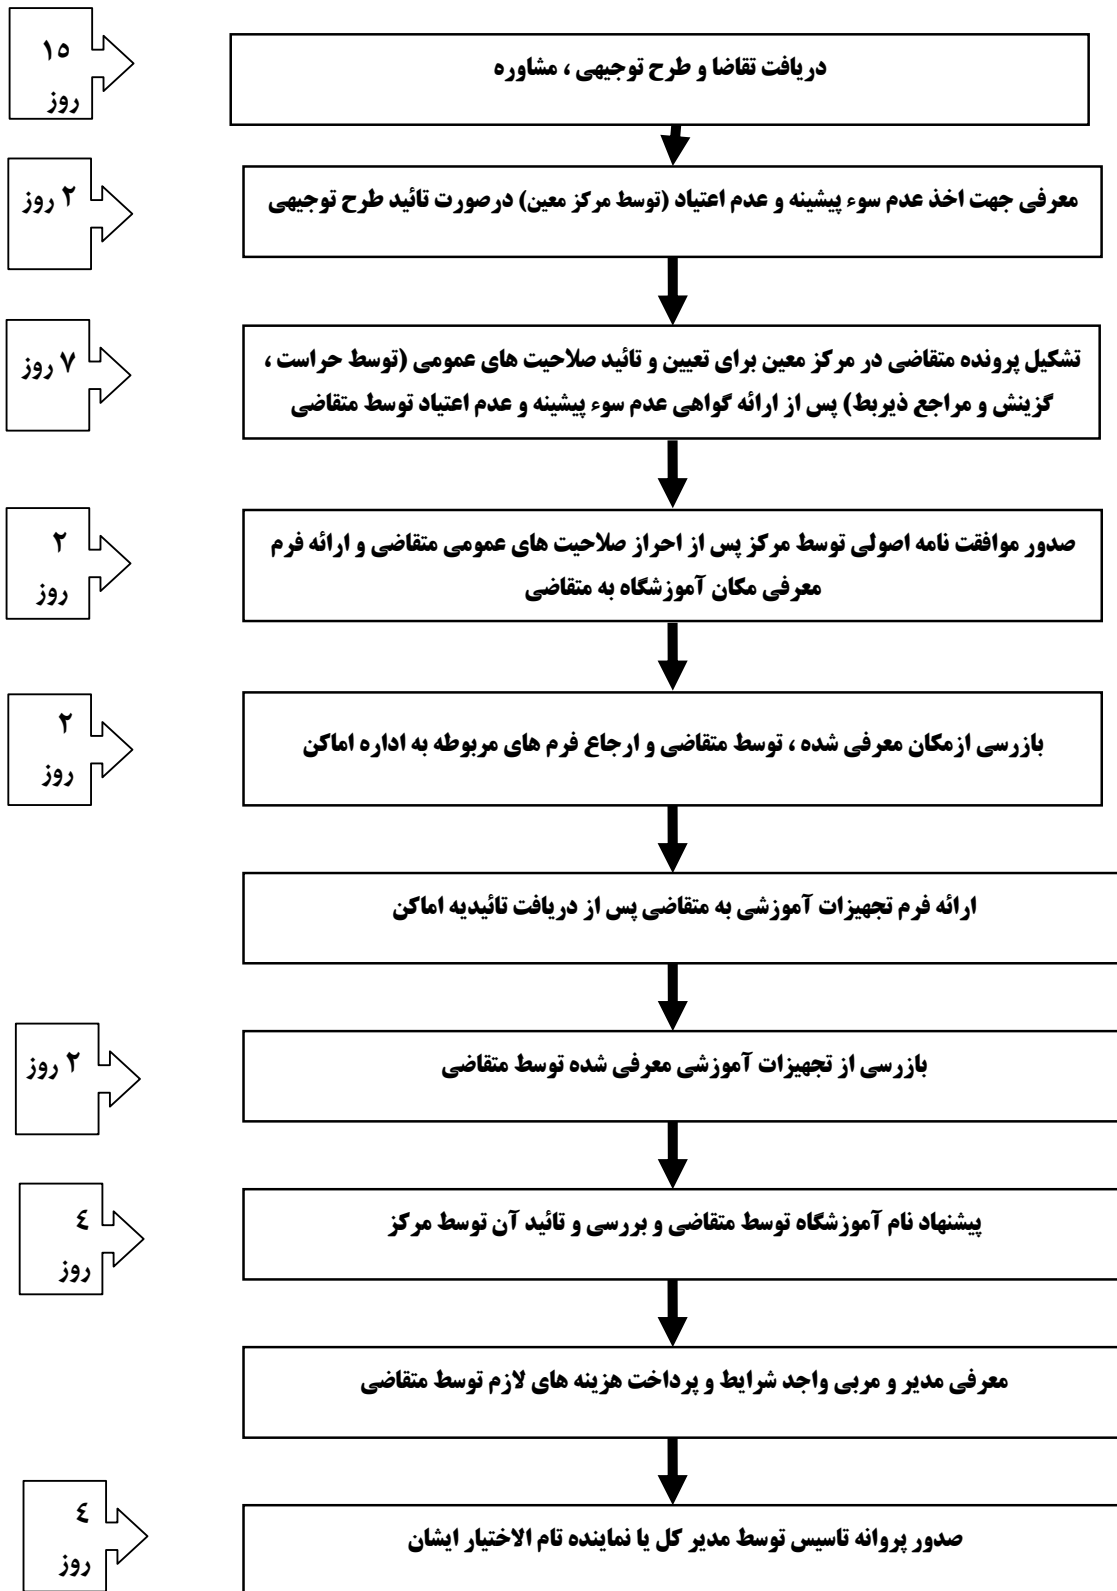 ۱۵
روز
دریافت تقاضا و طرح توجیهی ، مشاوره
۲ روز
معرفی جهت اخذ عدم سوء پیشینه و عدم اعتیاد (توسط مرکز معین) درصورت تائید طرح توجیهی
۷ روز
تشکیل پرونده متقاضی در مرکز معین برای تعیین و تائید صلاحیت های عمومی (توسط حراست ،
گزینش و مراجع ذیربط) پس از ارائه گواهی عدم سوء پیشینه و عدم اعتیاد توسط متقاضی
۲
روز
صدور موافقت نامه اصولی توسط مرکز پس از احراز صلاحیت های عمومی متقاضی و ارائه فرم
معرفی مکان آموزشگاه به متقاضی
۲
روز
بازرسی ازمکان معرفی شده ، توسط متقاضی و ارجاع فرم های مربوطه به اداره اماکن
ارائه فرم تجهیزات آموزشی به متقاضی پس از دریافت تائیدیه اماکن
۲ روز
بازرسی از تجهیزات آموزشی معرفی شده توسط متقاضی
٤
روز
پیشنهاد نام آموزشگاه توسط متقاضی و بررسی و تائید آن توسط مرکز
معرفی مدیر و مربی واجد شرایط و پرداخت هزینه های لازم توسط متقاضی
٤
روز
صدور پروانه تاسیس توسط مدیر کل یا نماینده تام الاختیار ایشان